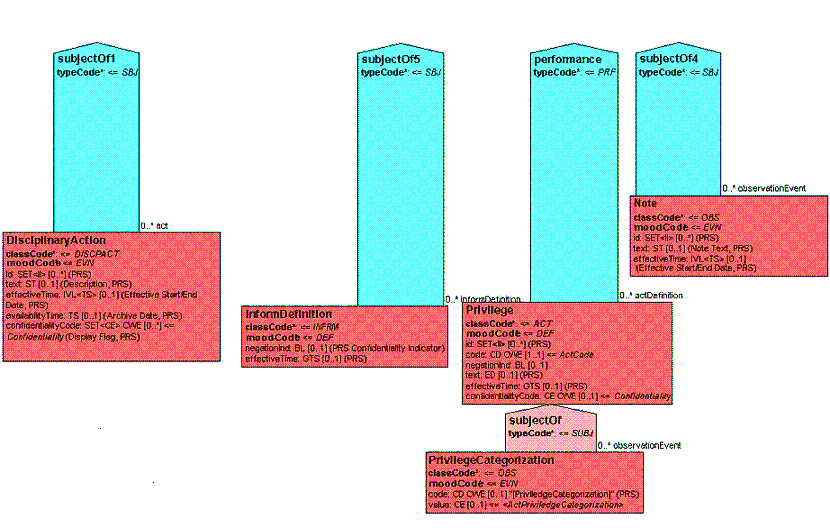 subjectOf1
typeCode*: <= SBJ
0..* act
DisciplinaryAction
classCode*: <= DISCPACT
moodCode <= EVN
id: SET<II> [0..*] (PRS)
text: ST [0..1] (Description, PRS)
effectiveTime: IVL<TS> [0..1] (Effective Start/End
Date, PRS)
availabilityTime: TS [0..1] (Archive Date, PRS)
confidentialityCode: SET<CE> CWE [0..*] <=
Confidentiality (Display Flag, PRS)
subjectOf5
typeCode*: <= SBJ
0..* informDefinition
InformDefinition
classCode*: <= INFRM
moodCode <= DEF
negationInd: BL [0..1] (PRS Confidentiality Indicator)
effectiveTime: GTS [0..1] (PRS)
performance
typeCode*: <= PRF
0..* actDefinition
Privilege
classCode*: <= ACT
moodCode <= DEF
id: SET<II> [0..*] (PRS)
code: CD CWE [1..1] <= ActCode
negationInd: BL [0..1]
text: ED [0..1] (PRS)
effectiveTime: GTS [0..1] (PRS)
confidentialityCode: CE CWE [0..1] <= Confidentiality
subjectOf4
typeCode*: <= SBJ
0..* observationEvent
Note
classCode*: <= OBS
moodCode <= EVN
id: SET<II> [0..*] (PRS)
text: ST [0..1] (Note Text, PRS)
effectiveTime: IVL<TS> [0..1]
(Effective Start/End Date, PRS)
subjectOf
typeCode*: <= SUBJ
0..* observationEvent
PrivilegeCategorization
classCode*: <= OBS
moodCode <= EVN
code: CD CWE [0..1] "[PriviledgeCategorization]" (PRS)
value: CE [0..1] <= <ActPrivilegeCategorization>